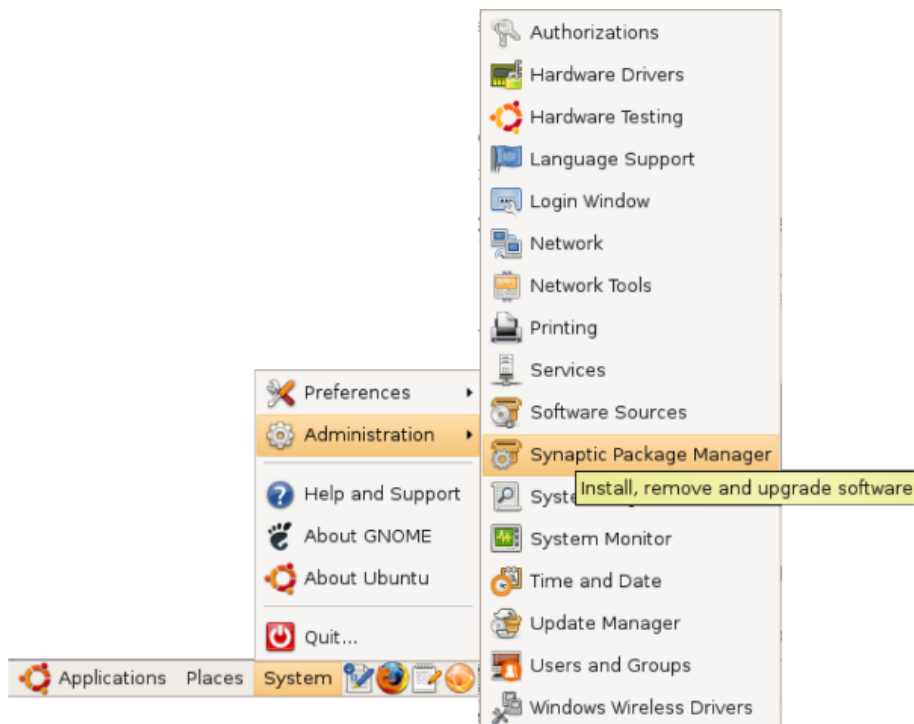 Authorizations
Hardware Drivers
Hardware Testing
Language Support
Login Window
Network
Network Tools
Printing
Services
Software Sources
Synaptic Package Manager
Install, remove and upgrade software
System Monitor
Time and Date
Update Manager
Users and Groups
Windows Wireless Drivers
Preferences
Administration
Help and Support
About GNOME
About Ubuntu
Quit...
Applications Places System